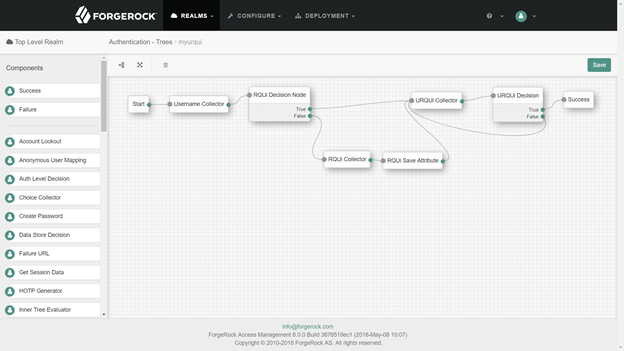 FORGEROCK
REALMS
CONFIGURE
DEPLOYMENT
Top Level Realm
Authentication - Trees › myurqui
Components
Save
Success
Failure
Account Lockout
Anonymous User Mapping
Auth Level Decision
Choice Collector
Create Password
Data Store Decision
Failure URL
Get Session Data
HOTP Generator
Inner Tree Evaluator
Start
Username Collector
RQUI Decision Node
True
False
URQUI Collector
URQUI Decision
True
False
Success
RQUI Collector
RQUI Save Attribute
info@forgerock.com
ForgeRock Access Management 6.0.0 Build 3676519ec1 (2018-May-06 10:07)
Copyright © 2010-2018 ForgeRock AS. All rights reserved.